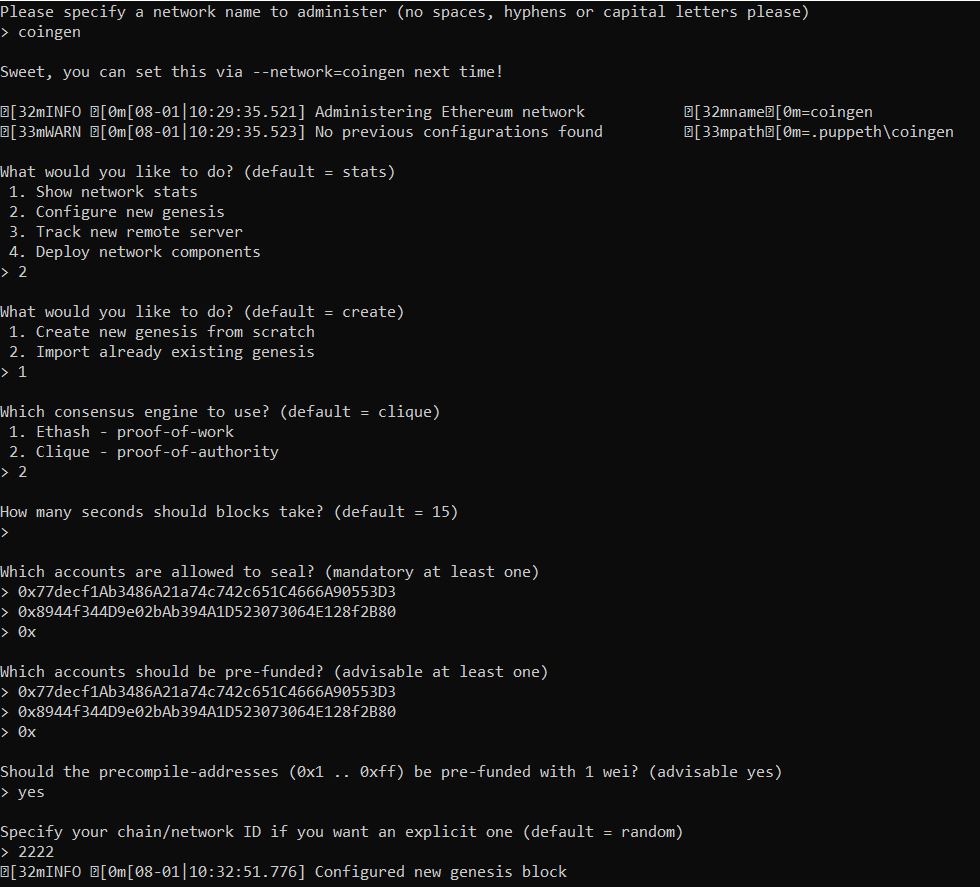 Please specify a network name to administer (no spaces, hyphens or capital letters please)
> coingen
Sweet, you can set this via --network=coingen next time!
⍰[32mINFO ⍰[0m[08-01|10:29:35.521] Administering Ethereum network ⍰[32mname⍰[0m=coingen
⍰[33mWARN ⍰[0m[08-01|10:29:35.523] No previous configurations found ⍰[33mpath⍰[0m=.puppeth\coingen
What would you like to do? (default = stats)
1. Show network stats
2. Configure new genesis
3. Track new remote server
4. Deploy network components
> 2
What would you like to do? (default = create)
1. Create new genesis from scratch
2. Import already existing genesis
> 1
Which consensus engine to use? (default = clique)
1. Ethash - proof-of-work
2. Clique - proof-of-authority
> 2
How many seconds should blocks take? (default = 15)
>
Which accounts are allowed to seal? (mandatory at least one)
> 0x77decf1Ab3486A21a74c742c651C4666A90553D3
> 0x8944f344D9e02bAb394A1D523073064E128f2B80
> 0x
Which accounts should be pre-funded? (advisable at least one)
> 0x77decf1Ab3486A21a74c742c651C4666A90553D3
> 0x8944f344D9e02bAb394A1D523073064E128f2B80
> 0x
Should the precompile-addresses (0x1 .. 0xff) be pre-funded with 1 wei? (advisable yes)
> yes
Specify your chain/network ID if you want an explicit one (default = random)
> 2222
⍰[32mINFO ⍰[0m[08-01|10:32:51.776] Configured new genesis block